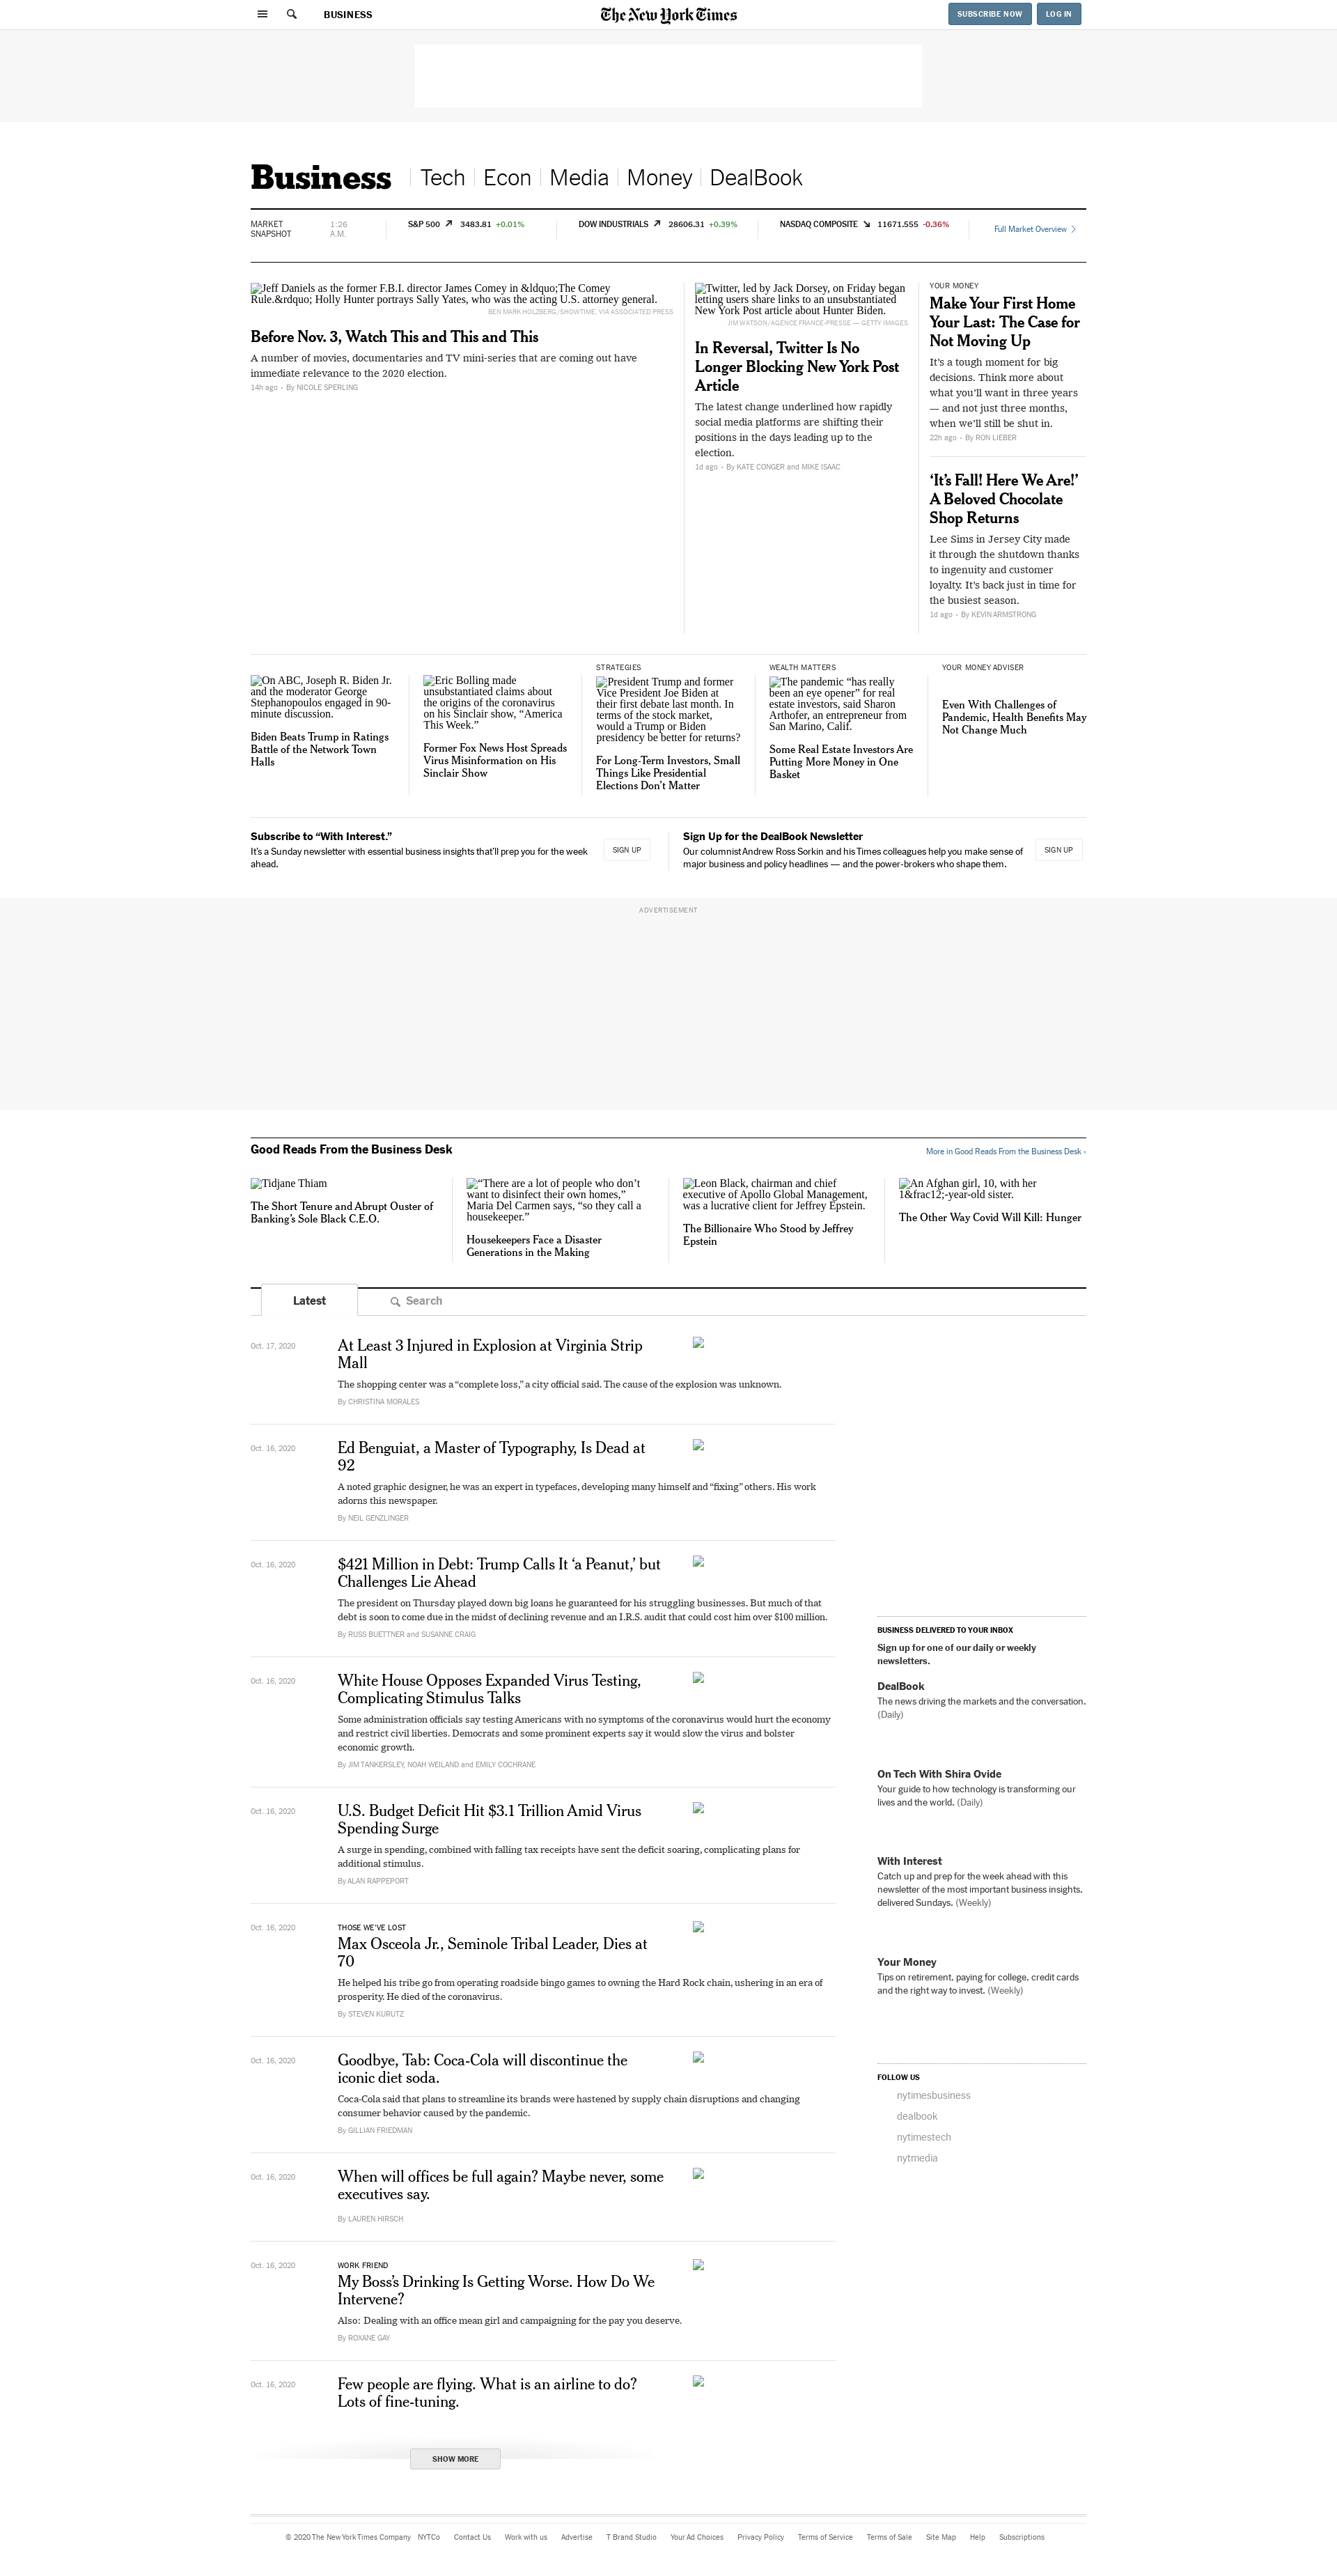 BUSINESS
The New York Times
SUBSCRIBE NOW
LOG IN
Business
Tech
Econ
Media
Money
DealBook
MARKET
SNAPSHOT
1:26
A.M.
S&P 500 3483.81 +0.01%
DOW INDUSTRIALS 28606.31 +0.39%
NASDAQ COMPOSITE 11671.555 -0.36%
Full Market Overview
Jeff Daniels as the former F.B.I. director James Comey in &ldquo;The Comey
Rule.&rdquo; Holly Hunter portrays Sally Yates, who was the acting U.S. attorney general.
BEN MARK HOLZBERG/SHOWTIME, VIA ASSOCIATED PRESS
Before Nov. 3, Watch This and This and This
A number of movies, documentaries and TV mini-series that are coming out have
immediate relevance to the 2020 election.
14h ago • By NICOLE SPERLING
Twitter, led by Jack Dorsey, on Friday began
letting users share links to an unsubstantiated
New York Post article about Hunter Biden.
JIM WATSON/AGENCE FRANCE-PRESSE — GETTY IMAGES
In Reversal, Twitter Is No
Longer Blocking New York Post
Article
The latest change underlined how rapidly
social media platforms are shifting their
positions in the days leading up to the
election.
1d ago • By KATE CONGER and MIKE ISAAC
YOUR MONEY
Make Your First Home
Your Last: The Case for
Not Moving Up
It’s a tough moment for big
decisions. Think more about
what you’ll want in three years
— and not just three months,
when we’ll still be shut in.
22h ago • By RON LIEBER
‘It’s Fall! Here We Are!’
A Beloved Chocolate
Shop Returns
Lee Sims in Jersey City made
it through the shutdown thanks
to ingenuity and customer
loyalty. It’s back just in time for
the busiest season.
1d ago • By KEVIN ARMSTRONG
On ABC, Joseph R. Biden Jr.
and the moderator George
Stephanopoulos engaged in 90-
minute discussion.
Biden Beats Trump in Ratings
Battle of the Network Town
Halls
Eric Bolling made
unsubstantiated claims about
the origins of the coronavirus
on his Sinclair show, “America
This Week.”
Former Fox News Host Spreads
Virus Misinformation on His
Sinclair Show
STRATEGIES
President Trump and former
Vice President Joe Biden at
their first debate last month. In
terms of the stock market,
would a Trump or Biden
presidency be better for returns?
For Long-Term Investors, Small
Things Like Presidential
Elections Don’t Matter
WEALTH MATTERS
The pandemic “has really
been an eye opener” for real
estate investors, said Sharon
Arthofer, an entrepreneur from
San Marino, Calif.
Some Real Estate Investors Are
Putting More Money in One
Basket
YOUR MONEY ADVISER
Even With Challenges of
Pandemic, Health Benefits May
Not Change Much
Subscribe to “With Interest.”
It’s a Sunday newsletter with essential business insights that’ll prep you for the week
ahead.
SIGN UP
Sign Up for the DealBook Newsletter
Our columnist Andrew Ross Sorkin and his Times colleagues help you make sense of
major business and policy headlines — and the power-brokers who shape them.
SIGN UP
ADVERTISEMENT
Good Reads From the Business Desk
More in Good Reads From the Business Desk ›
Tidjane Thiam
The Short Tenure and Abrupt Ouster of
Banking’s Sole Black C.E.O.
“There are a lot of people who don’t
want to disinfect their own homes,”
Maria Del Carmen says, “so they call a
housekeeper.”
Housekeepers Face a Disaster
Generations in the Making
Leon Black, chairman and chief
executive of Apollo Global Management,
was a lucrative client for Jeffrey Epstein.
The Billionaire Who Stood by Jeffrey
Epstein
An Afghan girl, 10, with her
1&frac12;-year-old sister.
The Other Way Covid Will Kill: Hunger
Latest
Search
Oct. 17, 2020
At Least 3 Injured in Explosion at Virginia Strip
Mall
The shopping center was a “complete loss,” a city official said. The cause of the explosion was unknown.
By CHRISTINA MORALES
Oct. 16, 2020
Ed Benguiat, a Master of Typography, Is Dead at
92
A noted graphic designer, he was an expert in typefaces, developing many himself and “fixing” others. His work
adorns this newspaper.
By NEIL GENZLINGER
Oct. 16, 2020
$421 Million in Debt: Trump Calls It ‘a Peanut,’ but
Challenges Lie Ahead
The president on Thursday played down big loans he guaranteed for his struggling businesses. But much of that
debt is soon to come due in the midst of declining revenue and an I.R.S. audit that could cost him over $100 million.
By RUSS BUETTNER and SUSANNE CRAIG
Oct. 16, 2020
White House Opposes Expanded Virus Testing,
Complicating Stimulus Talks
Some administration officials say testing Americans with no symptoms of the coronavirus would hurt the economy
and restrict civil liberties. Democrats and some prominent experts say it would slow the virus and bolster
economic growth.
By JIM TANKERSLEY, NOAH WEILAND and EMILY COCHRANE
Oct. 16, 2020
U.S. Budget Deficit Hit $3.1 Trillion Amid Virus
Spending Surge
A surge in spending, combined with falling tax receipts have sent the deficit soaring, complicating plans for
additional stimulus.
By ALAN RAPPEPORT
Oct. 16, 2020
THOSE WE’VE LOST
Max Osceola Jr., Seminole Tribal Leader, Dies at
70
He helped his tribe go from operating roadside bingo games to owning the Hard Rock chain, ushering in an era of
prosperity. He died of the coronavirus.
By STEVEN KURUTZ
Oct. 16, 2020
Goodbye, Tab: Coca-Cola will discontinue the
iconic diet soda.
Coca-Cola said that plans to streamline its brands were hastened by supply chain disruptions and changing
consumer behavior caused by the pandemic.
By GILLIAN FRIEDMAN
Oct. 16, 2020
When will offices be full again? Maybe never, some
executives say.
By LAUREN HIRSCH
Oct. 16, 2020
WORK FRIEND
My Boss’s Drinking Is Getting Worse. How Do We
Intervene?
Also: Dealing with an office mean girl and campaigning for the pay you deserve.
By ROXANE GAY
Oct. 16, 2020
Few people are flying. What is an airline to do?
Lots of fine-tuning.
SHOW MORE
BUSINESS DELIVERED TO YOUR INBOX
Sign up for one of our daily or weekly
newsletters.
DealBook
The news driving the markets and the conversation.
(Daily)
On Tech With Shira Ovide
Your guide to how technology is transforming our
lives and the world. (Daily)
With Interest
Catch up and prep for the week ahead with this
newsletter of the most important business insights,
delivered Sundays. (Weekly)
Your Money
Tips on retirement, paying for college, credit cards
and the right way to invest. (Weekly)
FOLLOW US
nytimesbusiness
dealbook
nytimestech
nytmedia
© 2020 The New York Times Company NYTCo Contact Us Work with us Advertise T Brand Studio Your Ad Choices Privacy Policy Terms of Service Terms of Sale Site Map Help Subscriptions